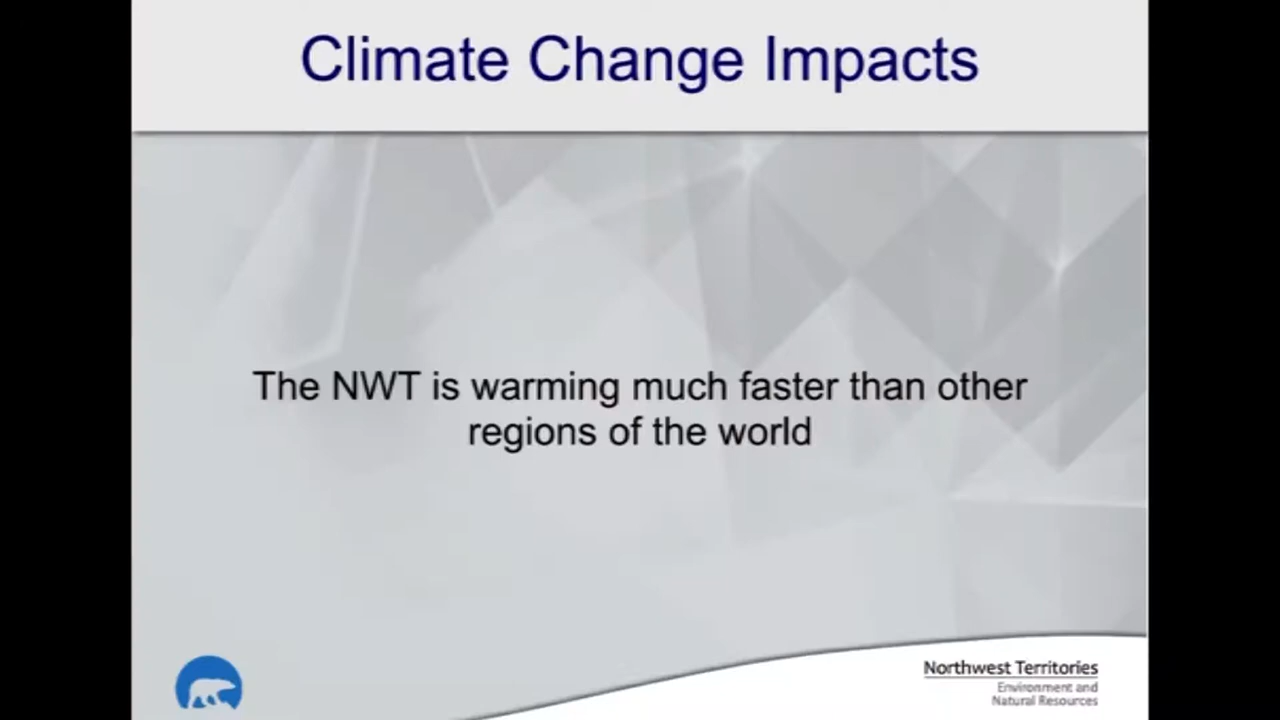 Climate Change Impacts
The NWT is warming much faster than other
regions of the world
Northwest Territories
Environment and
Natural Resources